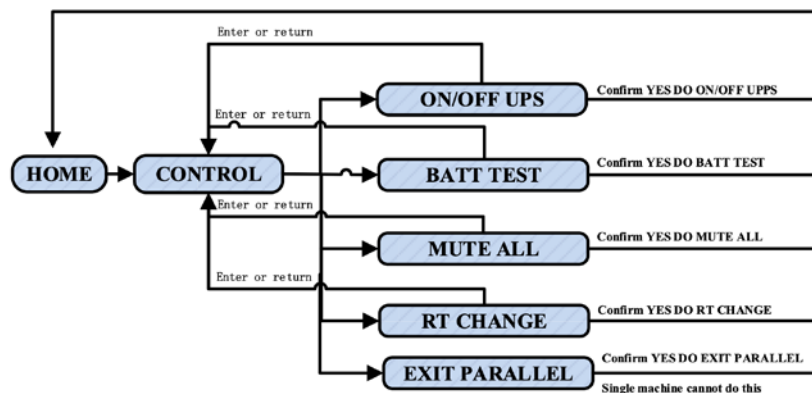 Enter or return
ON/OFF UPS
Confirm YES DO ON/OFF UPPS
Enter or return
HOME
CONTROL
BATT TEST
Confirm YES DO BATT TEST
Enter or return
MUTE ALL
Confirm YES DO MUTE ALL
Enter or return
RT CHANGE
Confirm YES DO RT CHANGE
EXIT PARALLEL
Confirm YES DO EXIT PARALLEL
Single machine cannot do this